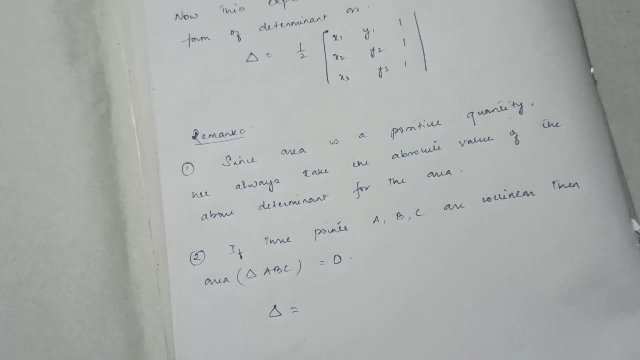 Now this
form of determinant as
Δ = 1/2 | x₁ y₁ 1 |
| x₂ y₂ 1 |
| x₃ y₃ 1 |
Remarks
① Since area is a positive quantity,
we always take the absolute value of the
above determinant for the area.
② If three points A, B, C are collinear then
area (Δ ABC) = 0.
Δ =